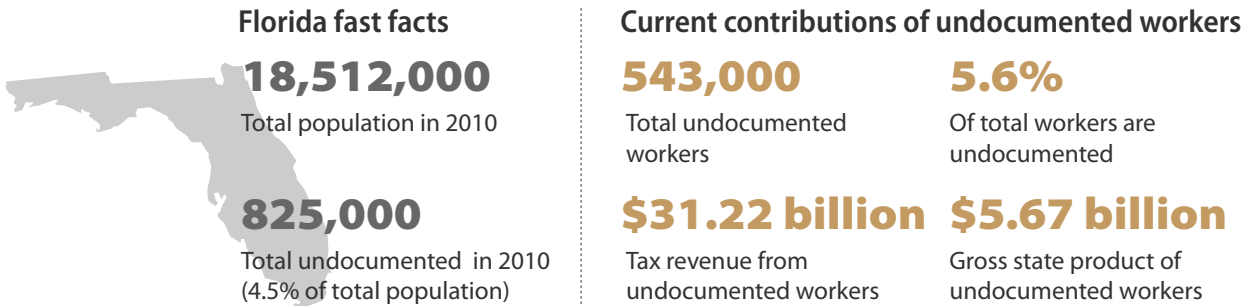 Florida fast facts
18,512,000
Total population in 2010
825,000
Total undocumented in 2010
(4.5% of total population)
Current contributions of undocumented workers
543,000
Total undocumented
workers
5.6%
Of total workers are
undocumented
$31.22 billion
Tax revenue from
undocumented workers
$5.67 billion
Gross state product of
undocumented workers